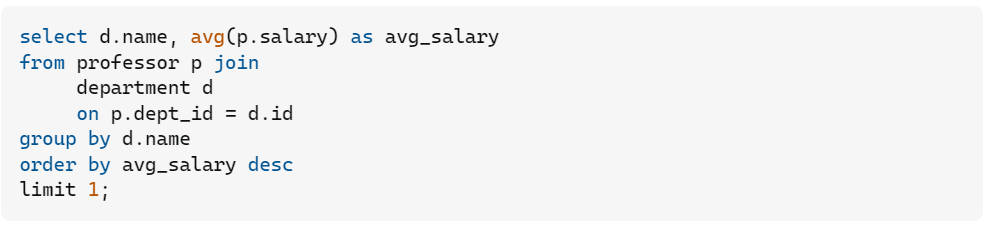 select d.name, avg(p.salary) as avg_salary
from professor p join
     department d
     on p.dept_id = d.id
group by d.name
order by avg_salary desc
limit 1;